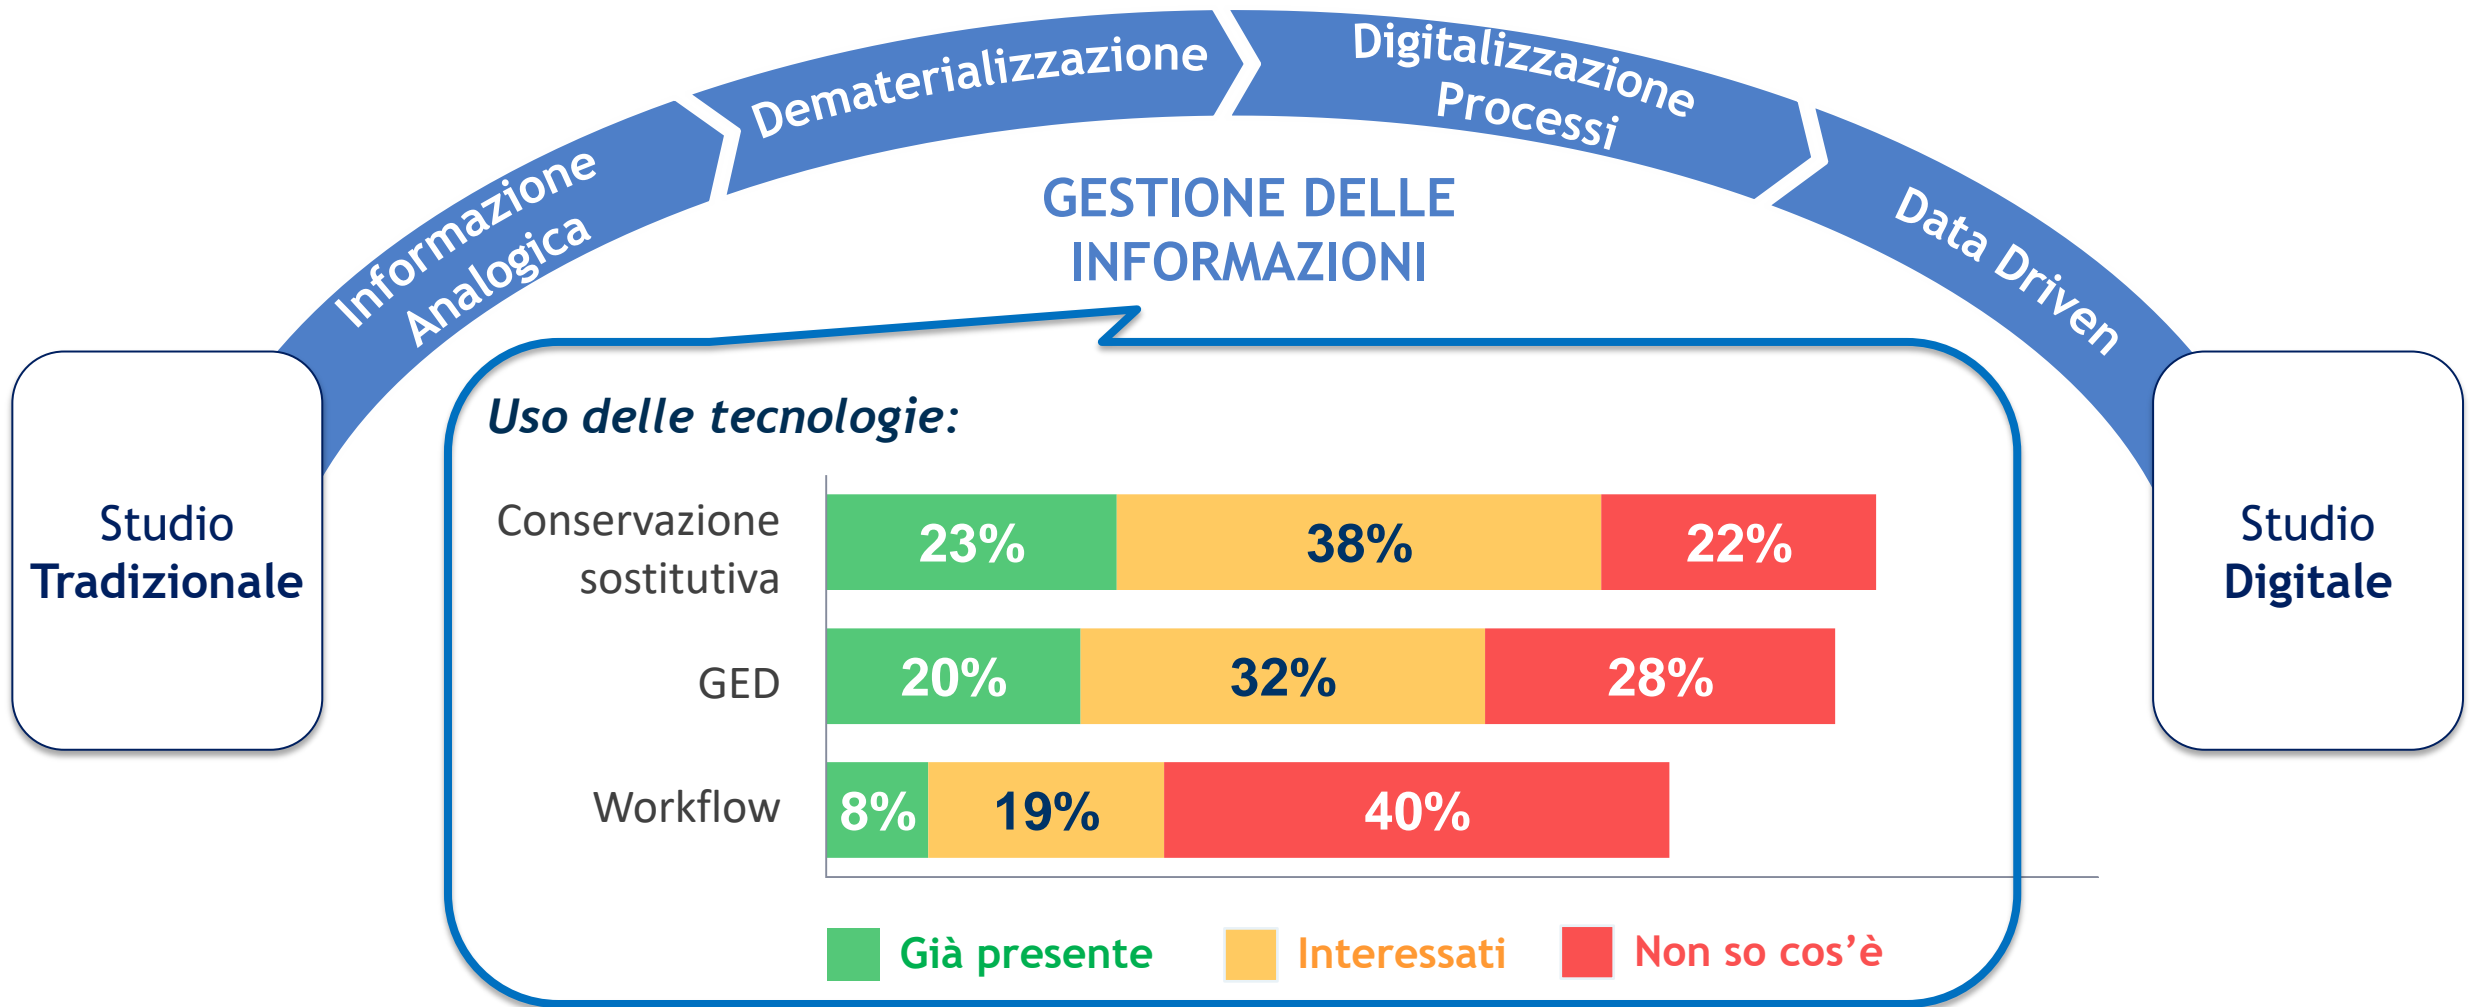 Informazione
Analogica
Dematerializzazione
Digitalizzazione
Processi
Data Driven
GESTIONE DELLE
INFORMAZIONI
Studio
Tradizionale
Uso delle tecnologie:
Conservazione
sostitutiva
23% 38% 22%
GED
20% 32% 28%
Workflow
8% 19% 40%
Già presente
Interessati
Non so cos’è
Studio
Digitale